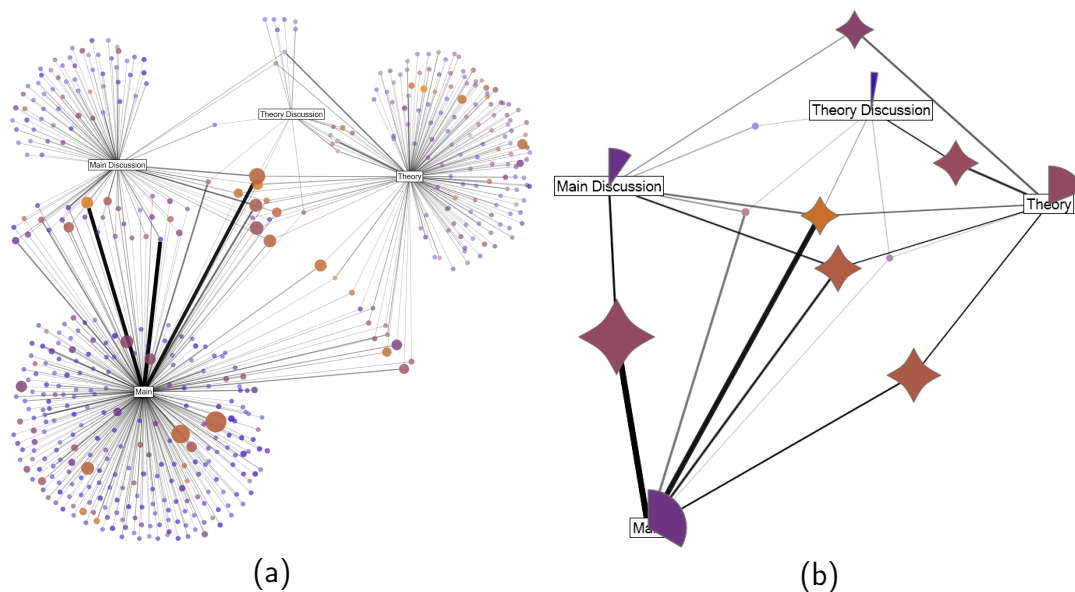 Theory Discussion
Main Discussion
Theory
Main
(a)
Theory Discussion
Main Discussion
Theory
(b)